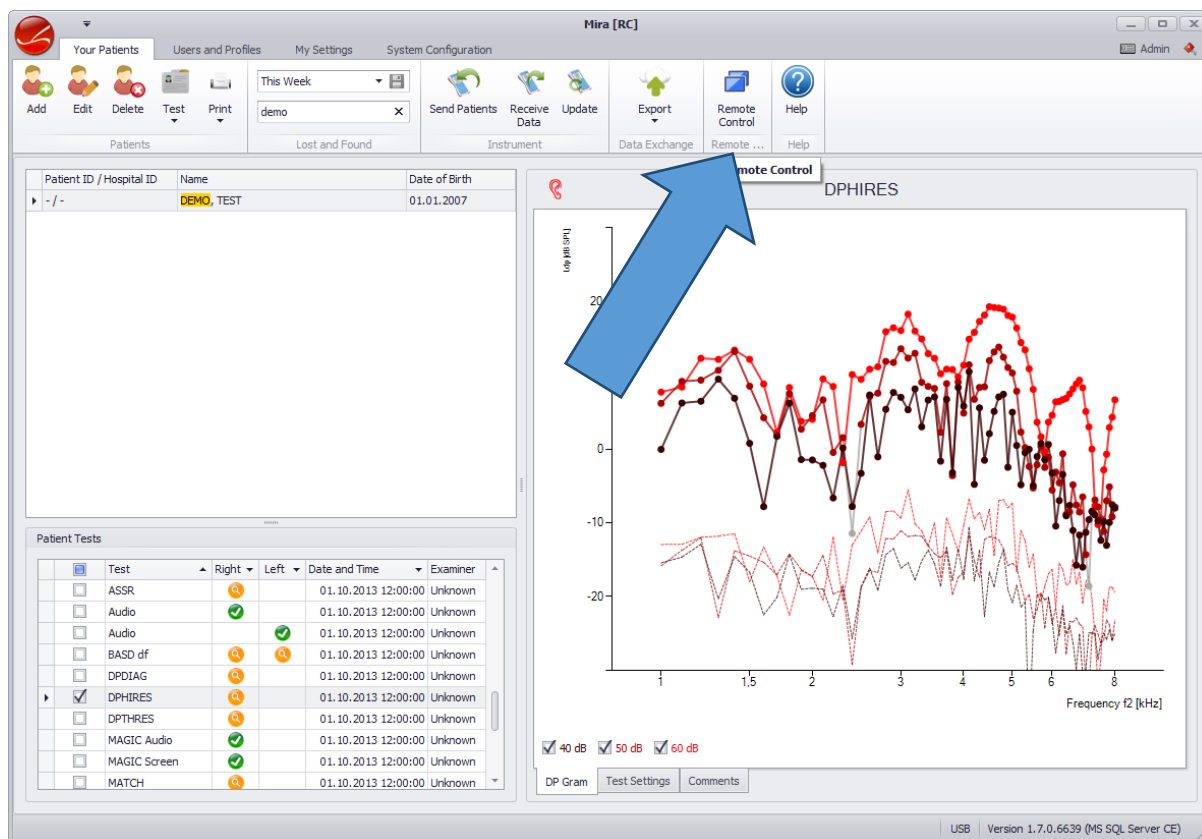 Mira [RC]
Your Patients Users and Profiles My Settings System Configuration Admin
This Week
demo
Add Edit Delete Test Print Send Patients Receive Data Update Export Remote Control Help
Patients Lost and Found Instrument Data Exchange Remote ... Help
mote Control
Patient ID / Hospital ID Name Date of Birth
- / - DEMO, TEST 01.01.2007
DPHIRES
Ldp [dB SPL]
20
0
-10
-20
1 1,5 2 3 4 5 6 8
Frequency f2 [kHz]
40 dB 50 dB 60 dB
DP Gram Test Settings Comments
Patient Tests
Test Right Left Date and Time Examiner
ASSR 01.10.2013 12:00:00 Unknown
Audio 01.10.2013 12:00:00 Unknown
Audio 01.10.2013 12:00:00 Unknown
BASD df 01.10.2013 12:00:00 Unknown
DPDIAG 01.10.2013 12:00:00 Unknown
DPHIRES 01.10.2013 12:00:00 Unknown
DPTHRES 01.10.2013 12:00:00 Unknown
MAGIC Audio 01.10.2013 12:00:00 Unknown
MAGIC Screen 01.10.2013 12:00:00 Unknown
MATCH 01.10.2013 12:00:00 Unknown
USB Version 1.7.0.6639 (MS SQL Server CE)